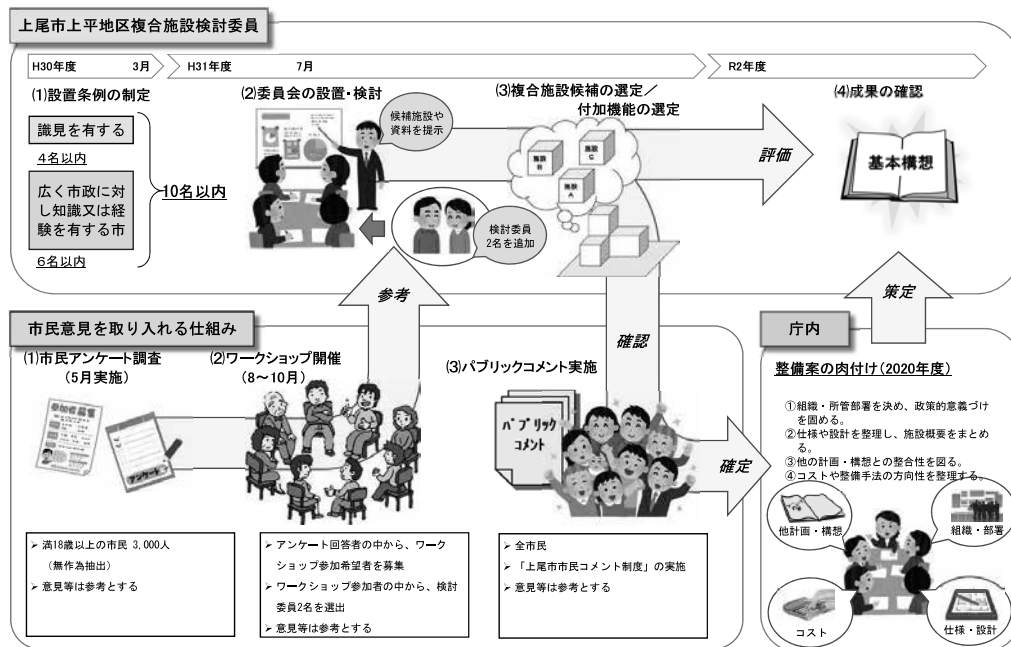 上尾市上平地区複合施設検討委員
H30年度 3月
H31年度 7月
R2年度
(1)設置条例の制定
識見を有する
4名以内
広く市政に対
し知識又は経
験を有する市
6名以内
10名以内
(2)委員会の設置・検討
候補施設や
資料を提示
検討委員
2名を追加
(3)複合施設候補の選定／
付加機能の選定
施設
B
施設
C
施設
A
評価
(4)成果の確認
基本構想
参考
確認
策定
市民意見を取り入れる仕組み
(1)市民アンケート調査
(5月実施)
参加者募集
アンケート
(2)ワークショップ開催
(8～10月)
(3)パブリックコメント実施
パブリック
コメント
確定
➢ 満18歳以上の市民 3,000人
(無作為抽出)
➢ 意見等は参考とする
➢ アンケート回答者の中から、ワーク
ショップ参加希望者を募集
➢ ワークショップ参加者の中から、検討
委員2名を選出
➢ 意見等は参考とする
➢ 全市民
➢ 「上尾市市民コメント制度」の実施
➢ 意見等は参考とする
庁内
整備案の肉付け(2020年度)
①組織・所管部署を決め、政策的意義づけ
を固める。
②仕様や設計を整理し、施設概要をまとめ
る。
③他の計画・構想との整合性を図る。
④コストや整備手法の方向性を整理する。
他計画・構想
組織・部署
コスト
仕様・設計